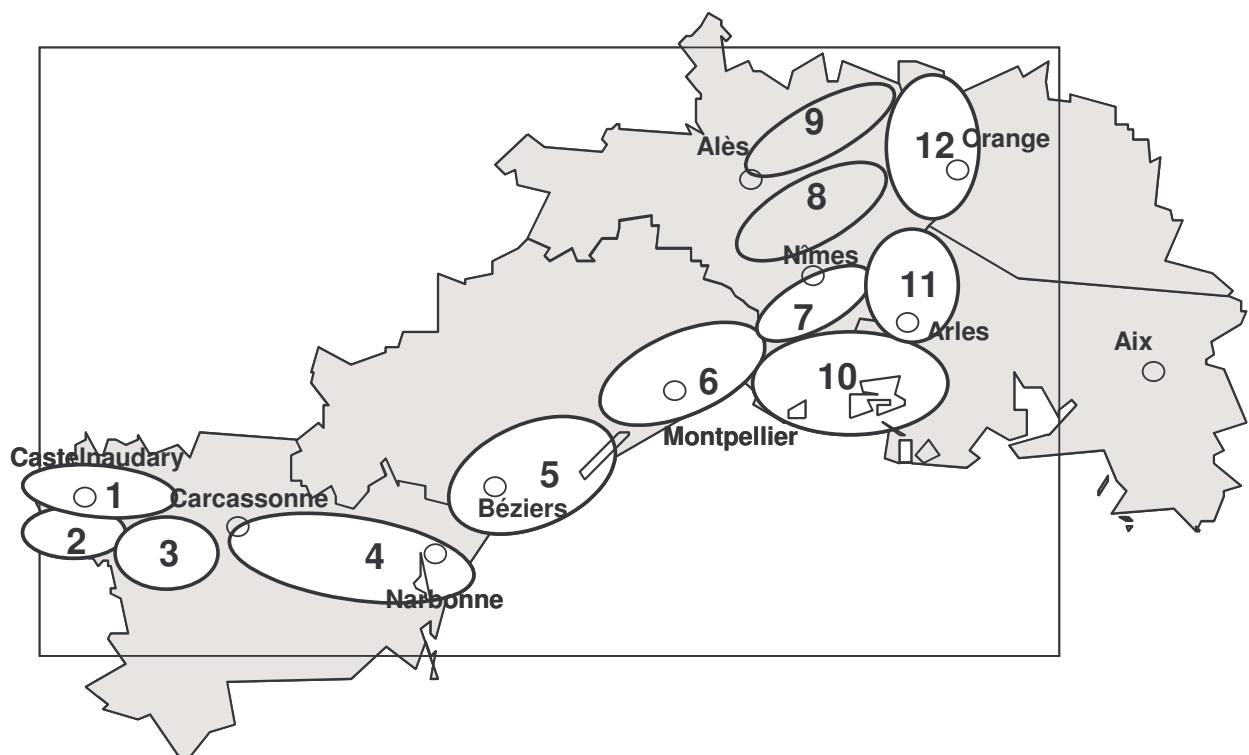 9
Alès
12 Orange
8
Nîmes
11
7
Arles
Aix
10
6
Montpellier
5
Béziers
Castelnaudary
1
Carcassonne
2
3
4
Narbonne